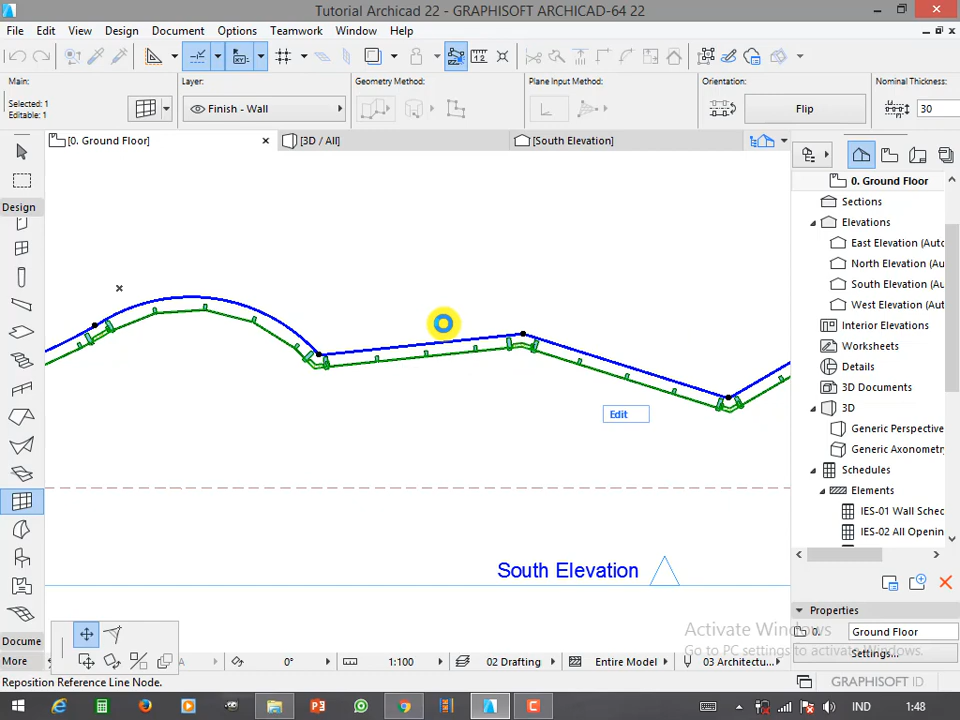 Tutorial Archicad 22 - GRAPHISOFT ARCHICAD-64 22
File Edit View Design Document Options Teamwork Window Help
Main:
Layer:
Geometry Method:
Plane Input Method:
Orientation:
Nominal Thickness:
Selected: 1
Editable: 1
Finish - Wall
Flip
30
[0. Ground Floor]
[3D / All]
[South Elevation]
Design
0. Ground Floor
Sections
Elevations
East Elevation (Auto
North Elevation (Au
South Elevation (Aut
West Elevation (Aut
Interior Elevations
Worksheets
Details
3D Documents
3D
Generic Perspective
Generic Axonometry
Schedules
Elements
IES-01 Wall Sched
IES-02 All Opening
Edit
South Elevation
Properties
0. Ground Floor
Settings...
Activate Windows
Go to PC settings to activate Windows.
Docume
More
0°
1:100
02 Drafting
Entire Model
03 Architectu...
Reposition Reference Line Node.
GRAPHISOFT ID
IND
1:48